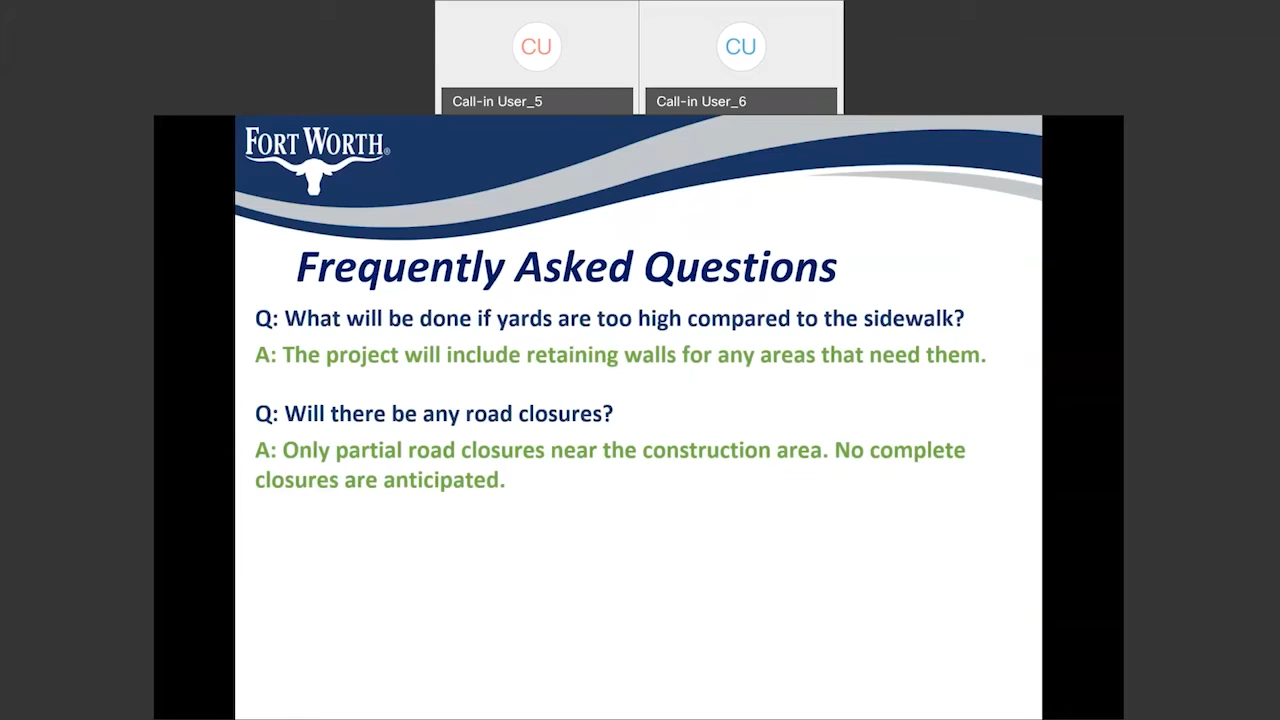 CU
CU
Call-in User_5
Call-in User_6
FORT WORTH®
Frequently Asked Questions
Q: What will be done if yards are too high compared to the sidewalk?
A: The project will include retaining walls for any areas that need them.
Q: Will there be any road closures?
A: Only partial road closures near the construction area. No complete
closures are anticipated.